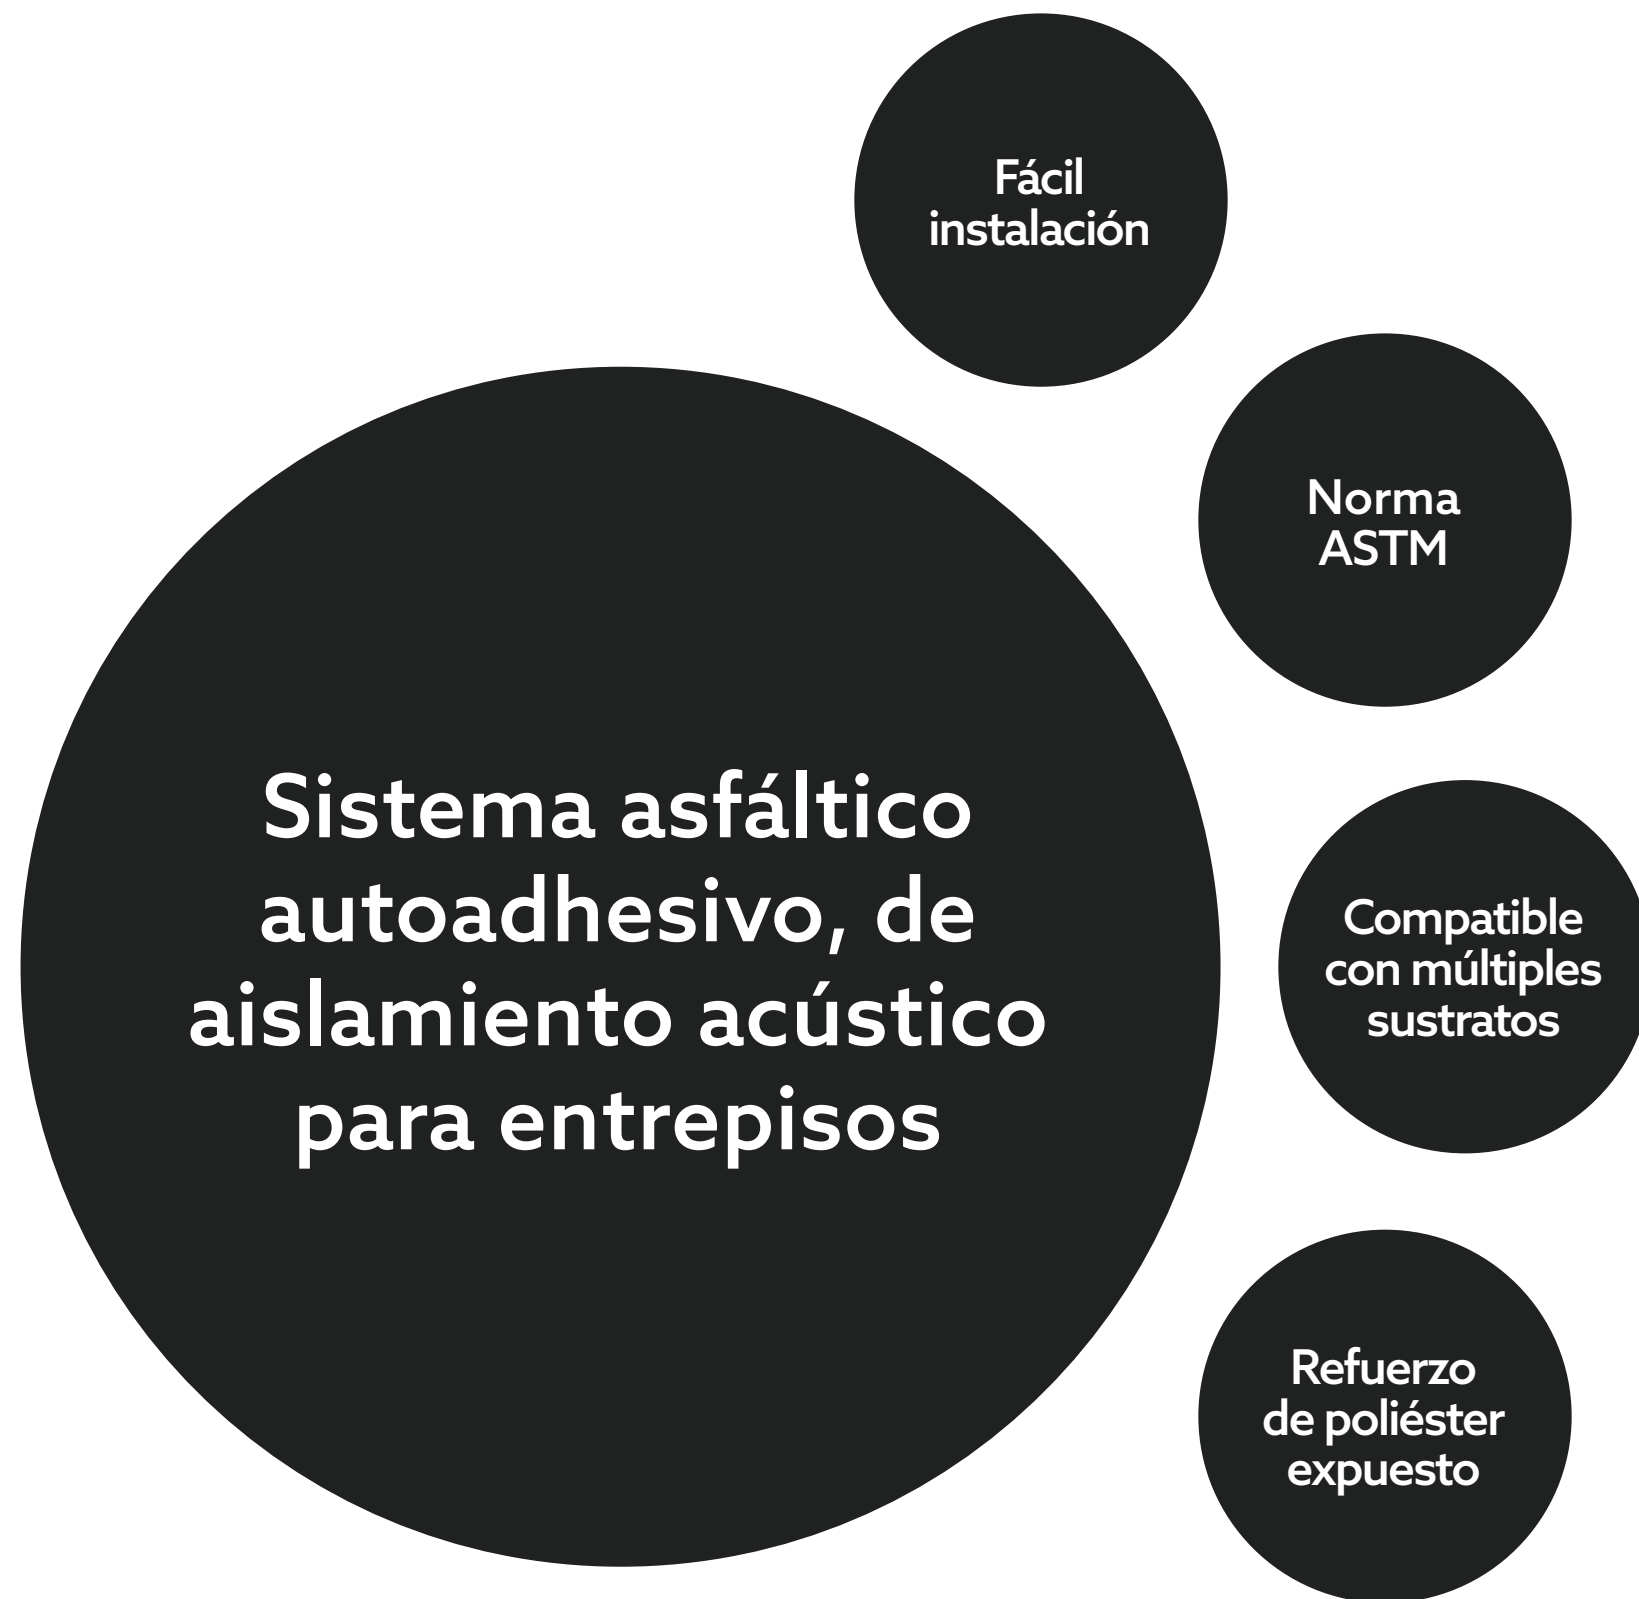 Fácil
instalación
Norma
ASTM
Sistema asfáltico
autoadhesivo, de
aislamiento acústico
para entrepisos
Compatible
con múltiples
sustratos
Refuerzo
de poliéster
expuesto